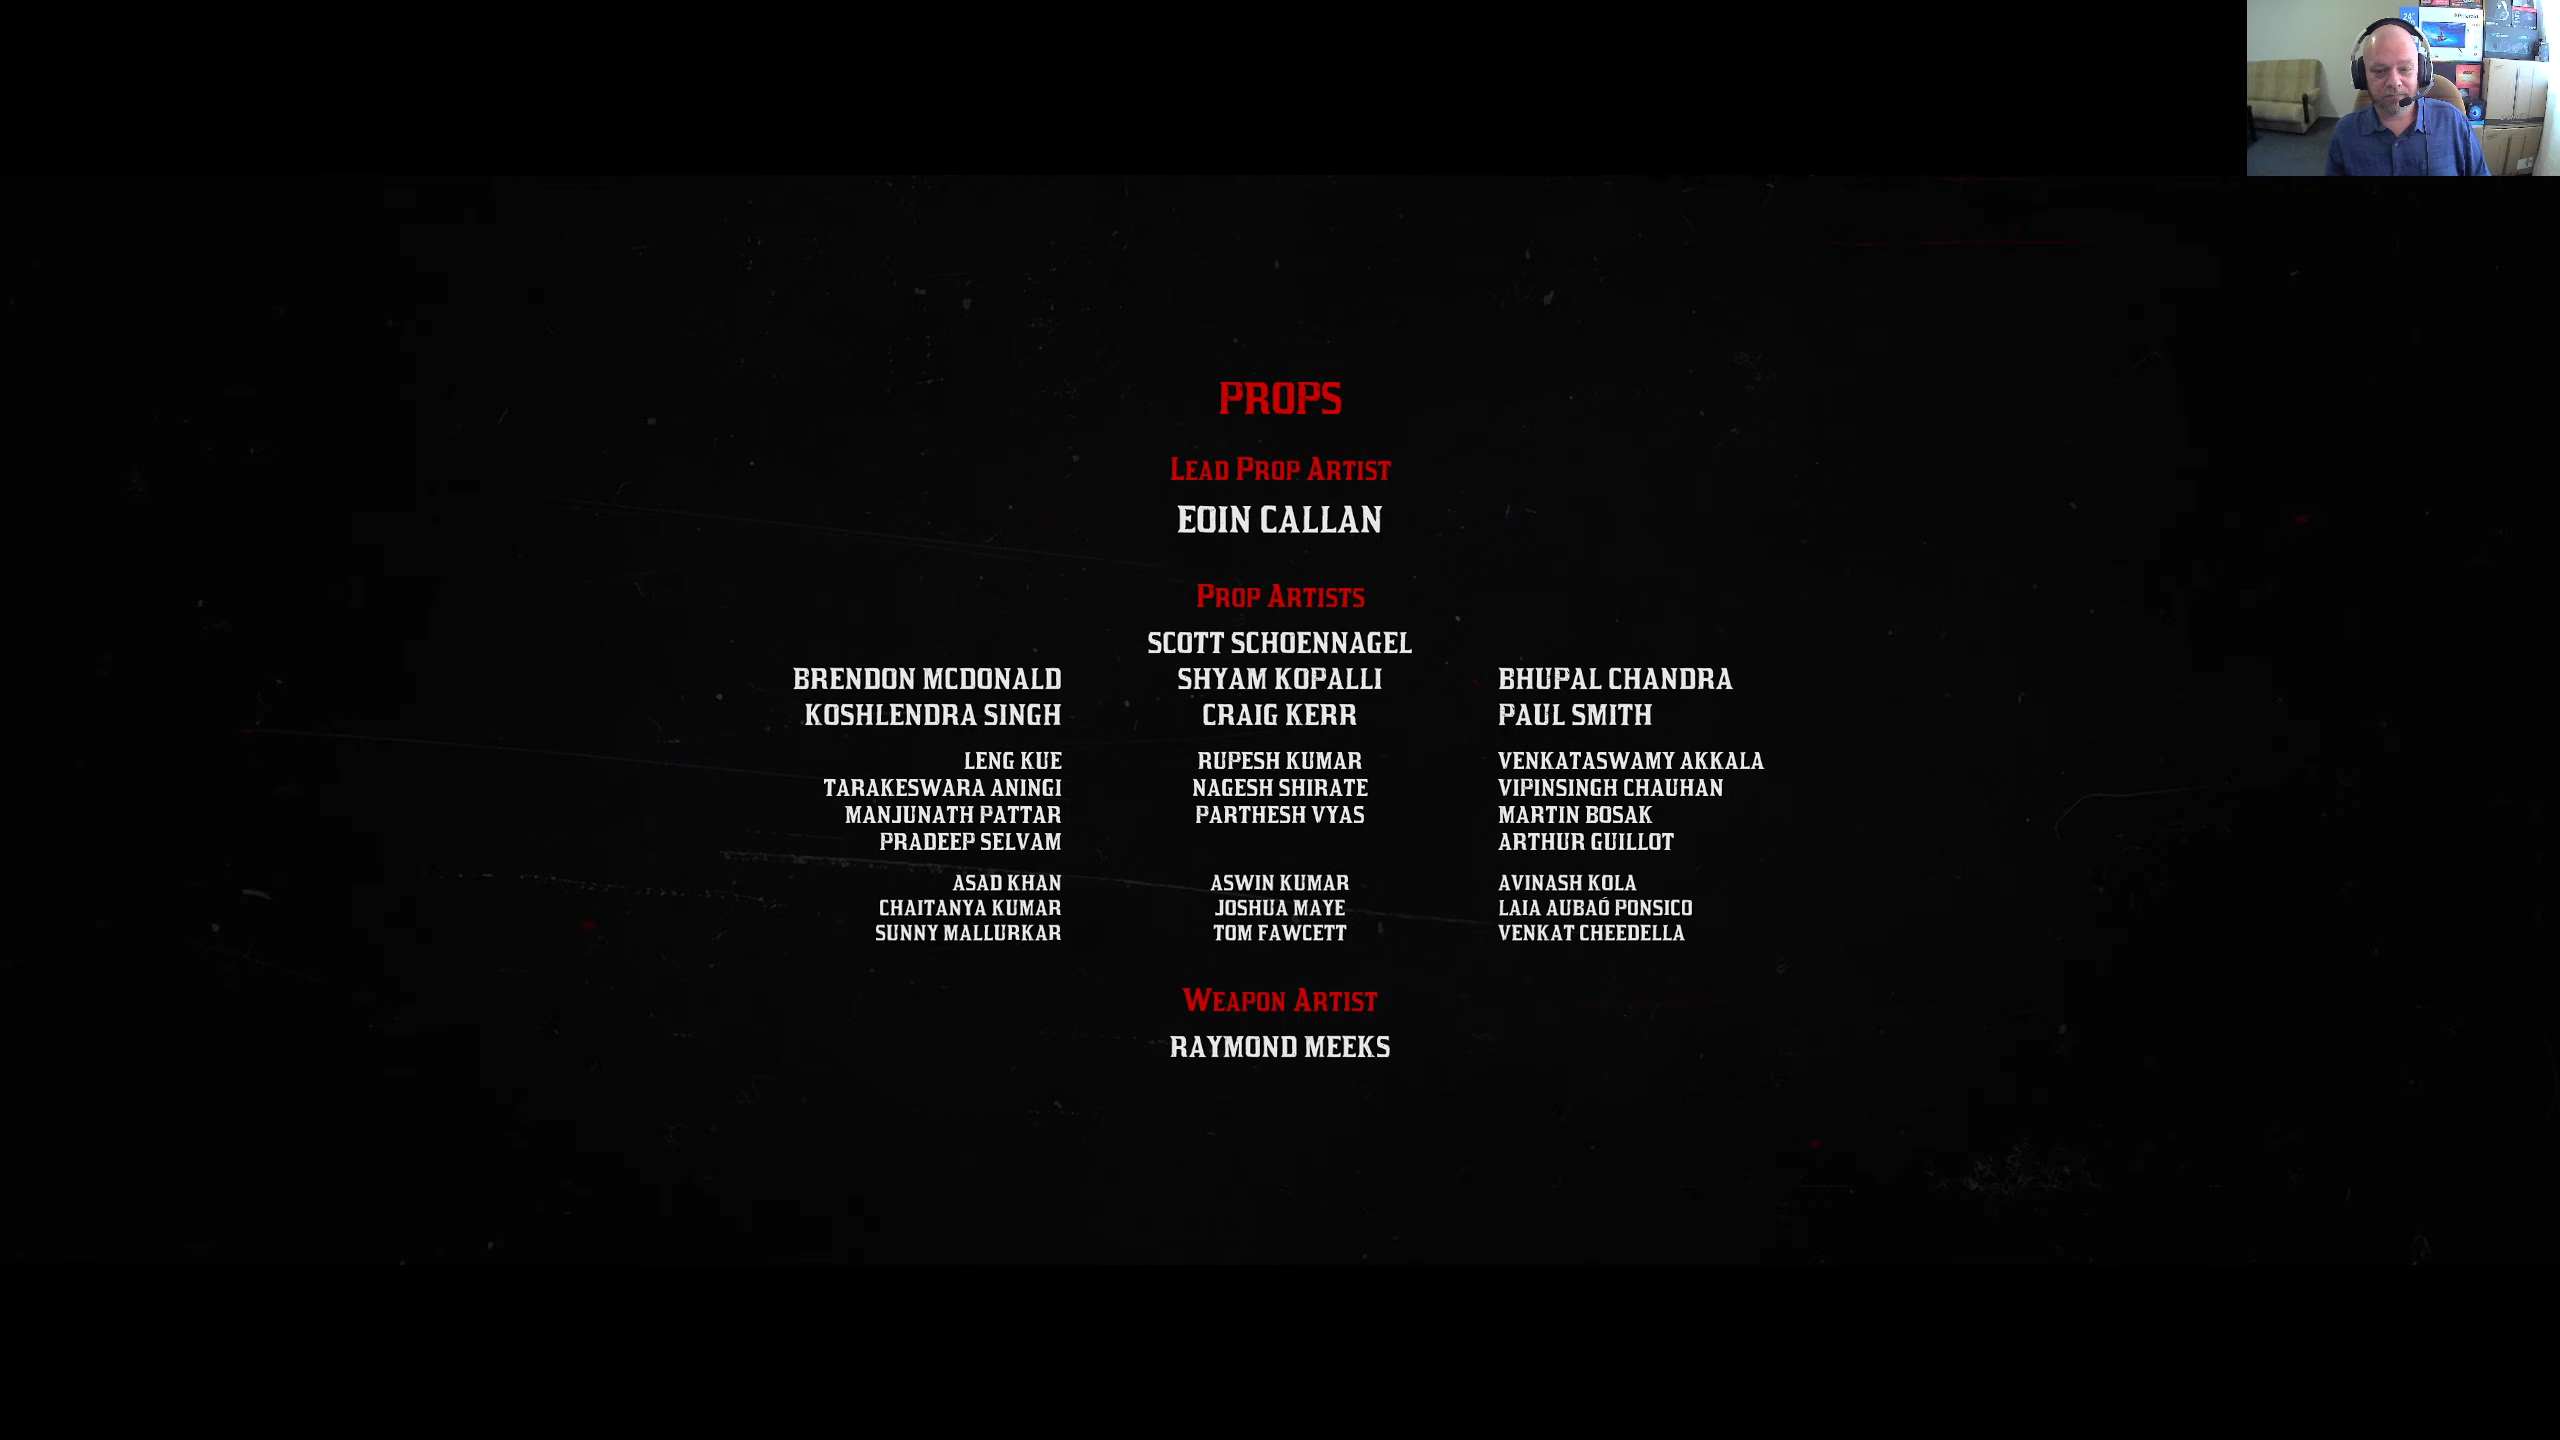 PROPS
LEAD PROP ARTIST
EOIN CALLAN
PROP ARTISTS
SCOTT SCHOENNAGEL
BRENDON MCDONALD SHYAM KOPALLI BHUPAL CHANDRA
KOSHLENDRA SINGH CRAIG KERR PAUL SMITH
LENG KUE RUPESH KUMAR VENKATASWAMY AKKALA
TARAKESWARA ANINGI NAGESH SHIRATE VIPINSINGH CHAUHAN
MANJUNATH PATTAR PARTHESH VYAS MARTIN BOSAK
PRADEEP SELVAM ARTHUR GUILLOT
ASAD KHAN ASWIN KUMAR AVINASH KOLA
CHAITANYA KUMAR JOSHUA MAYE LAIA AUBAÓ PONSICO
SUNNY MALLURKAR TOM FAWCETT VENKAT CHEEDELLA
WEAPON ARTIST
RAYMOND MEEKS
24"
Polaroid